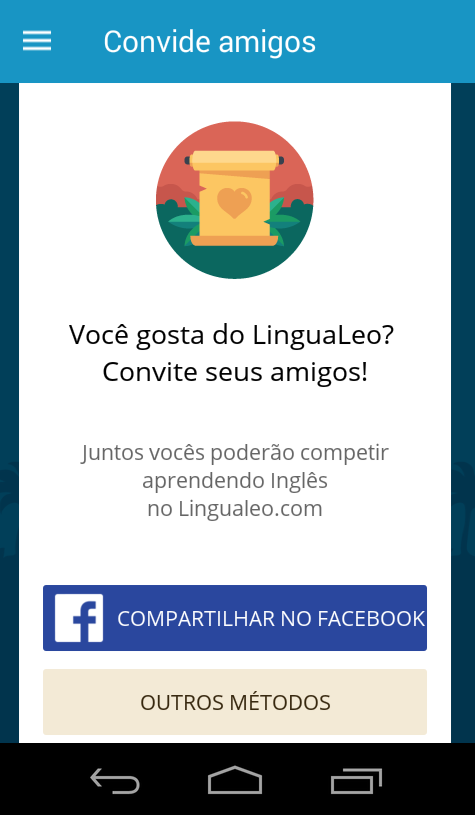 Convide amigos
Você gosta do LinguaLeo?
Convite seus amigos!
Juntos vocês poderão competir
aprendendo Inglês
no Lingualeo.com
COMPARTILHAR NO FACEBOOK
OUTROS MÉTODOS